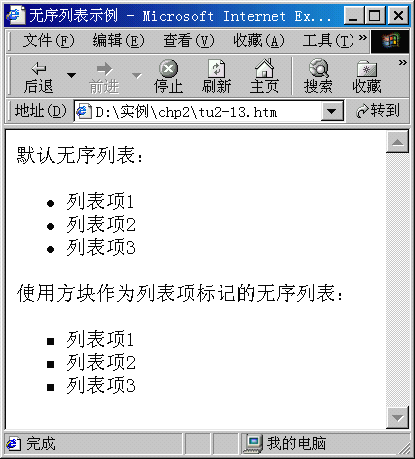 无序列表示例 - Microsoft Internet Ex...
文件(F) 编辑(E) 查看(V) 收藏(A) 工具(T) »
后退 前进 停止 刷新 主页 搜索 收藏 »
地址(D) D:\实例\chp2\tu2-13.htm 转到
默认无序列表：
• 列表项1
• 列表项2
• 列表项3
使用方块作为列表项标记的无序列表：
▪ 列表项1
▪ 列表项2
▪ 列表项3
完成 我的电脑